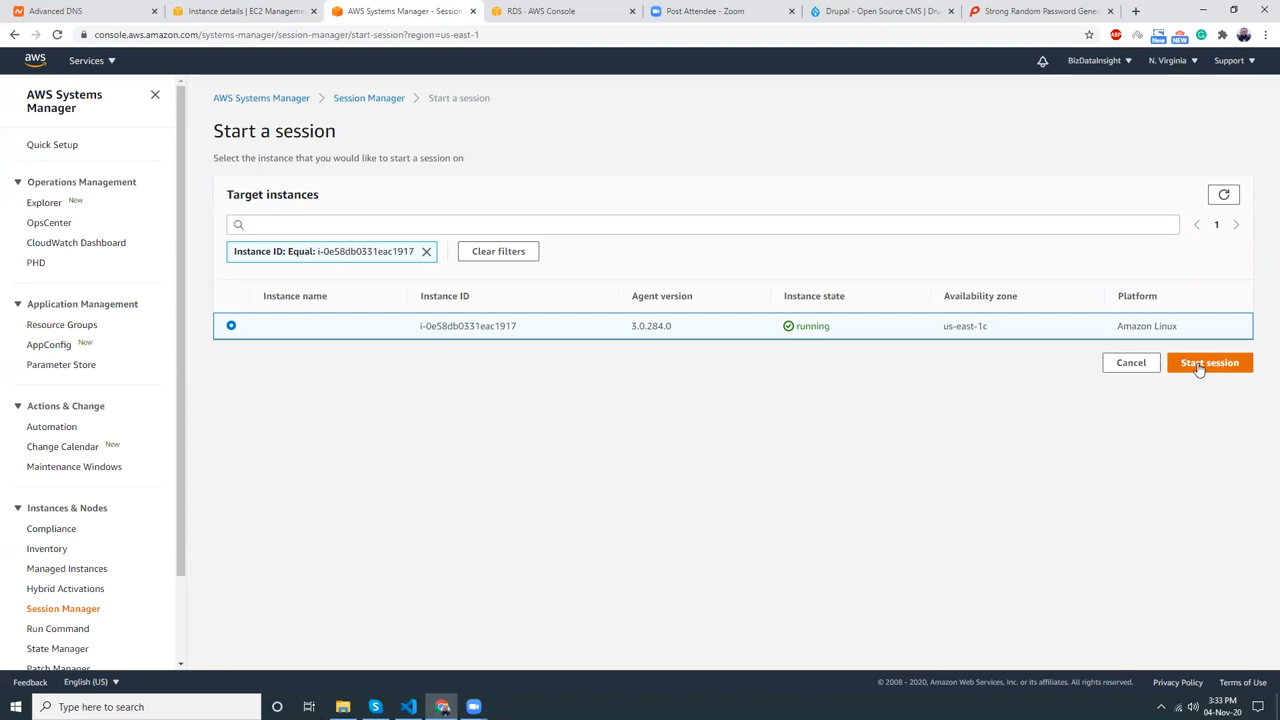 Advanced DNS
Instance details | EC2 Manageme
AWS Systems Manager - Session
RDS - AWS Console
Post Attendee - Zoom
Drupal - Open Source CMS | Dru
Strong Random Password Gener
console.aws.amazon.com/systems-manager/session-manager/start-session?region=us-east-1
ABP
New
New
aws
Services
BizDataInsight
N. Virginia
Support
AWS Systems
Manager
Quick Setup
Operations Management
Explorer New
OpsCenter
CloudWatch Dashboard
PHD
Application Management
Resource Groups
AppConfig New
Parameter Store
Actions & Change
Automation
Change Calendar New
Maintenance Windows
Instances & Nodes
Compliance
Inventory
Managed Instances
Hybrid Activations
Session Manager
Run Command
State Manager
Patch Manager
AWS Systems Manager
Session Manager
Start a session
Start a session
Select the instance that you would like to start a session on
Target instances
1
Instance ID: Equal: i-0e58db0331eac1917
Clear filters
Instance name
Instance ID
Agent version
Instance state
Availability zone
Platform
i-0e58db0331eac1917
3.0.284.0
running
us-east-1c
Amazon Linux
Cancel
Start session
Feedback
English (US)
© 2008 - 2020, Amazon Web Services, Inc. or its affiliates. All rights reserved.
Privacy Policy
Terms of Use
Type here to search
3:33 PM
04-Nov-20